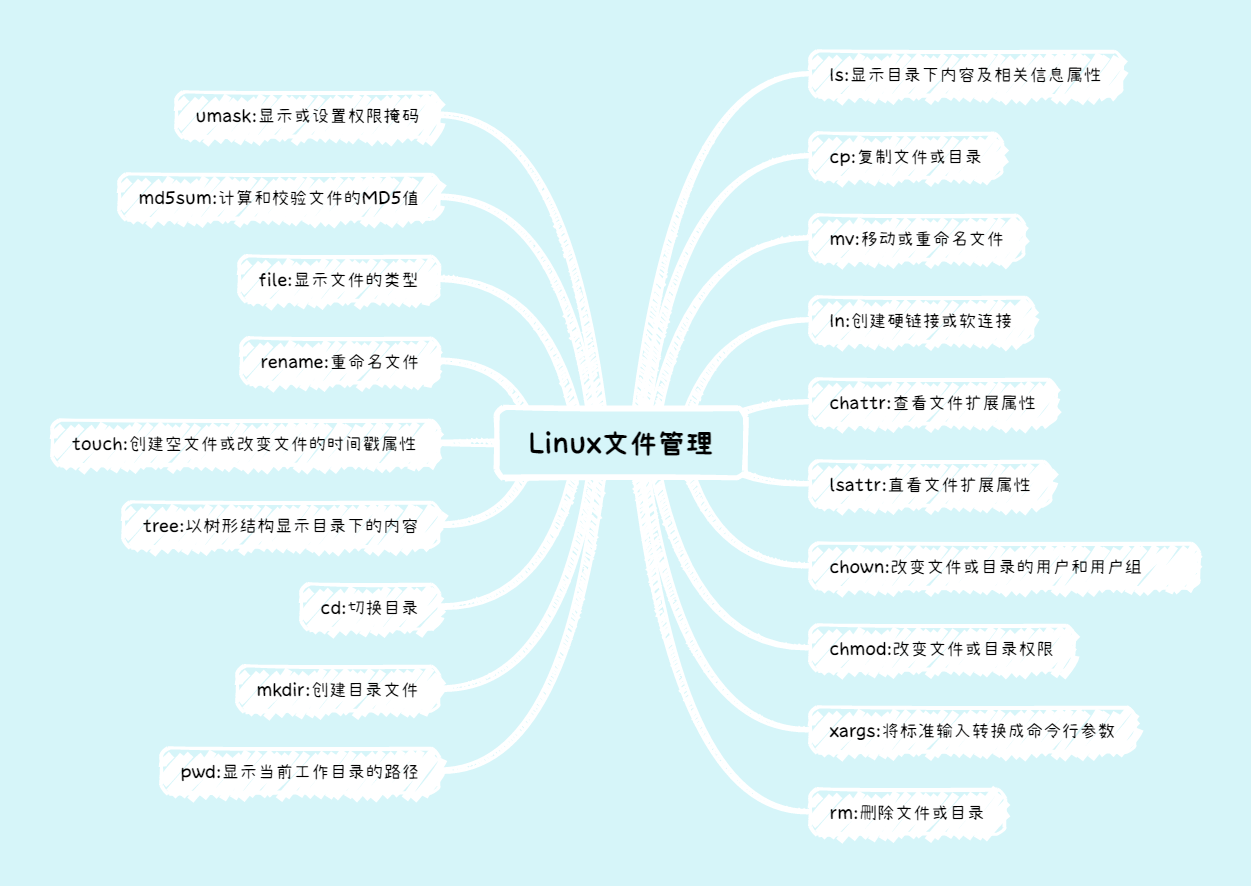 Linux文件管理
umask:显示或设置权限掩码
md5sum:计算和校验文件的MD5值
file:显示文件的类型
rename:重命名文件
touch:创建空文件或改变文件的时间戳属性
tree:以树形结构显示目录下的内容
cd:切换目录
mkdir:创建目录文件
pwd:显示当前工作目录的路径
ls:显示目录下内容及相关信息属性
cp:复制文件或目录
mv:移动或重命名文件
ln:创建硬链接或软连接
chattr:查看文件扩展属性
lsattr:直看文件扩展属性
chown:改变文件或目录的用户和用户组
chmod:改变文件或目录权限
xargs:将标准输入转换成命令行参数
rm:删除文件或目录